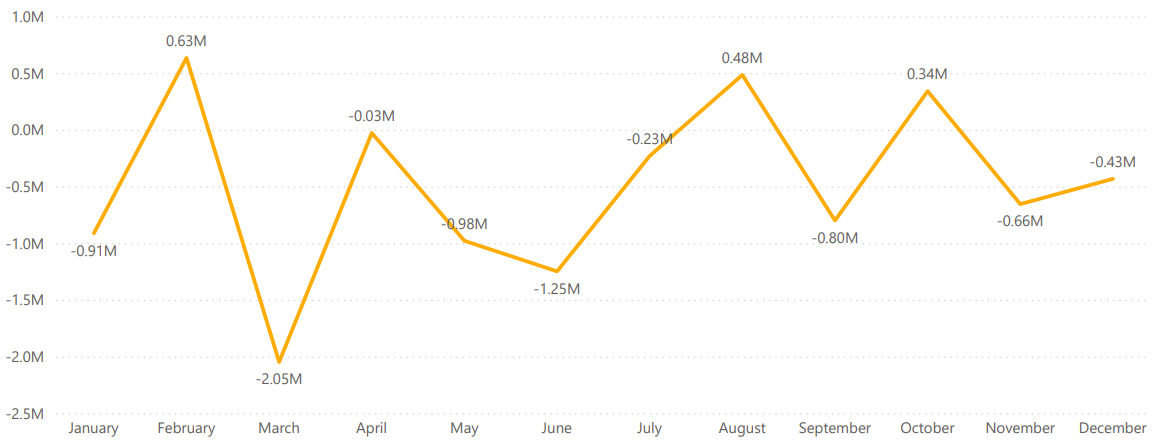 1.0M
0.63M
0.5M
0.48M
0.34M
0.0M
-0.03M
-0.23M
-0.43M
-0.5M
-0.98M
-0.66M
-0.80M
-1.0M
-0.91M
-1.25M
-1.5M
-2.0M
-2.05M
-2.5M
January February March April May June July August September October November December